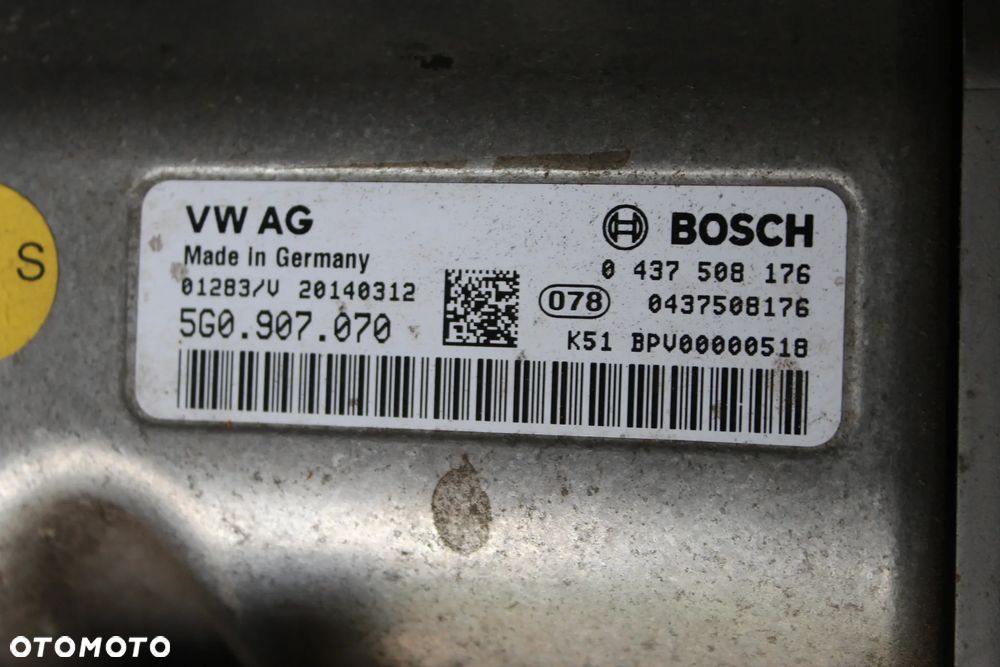 VW AG
BOSCH
Made In Germany
0 437 508 176
01283/V 20140312
078
0437508176
5G0.907.070
K51 BPV00000518
S
OTOMOTO